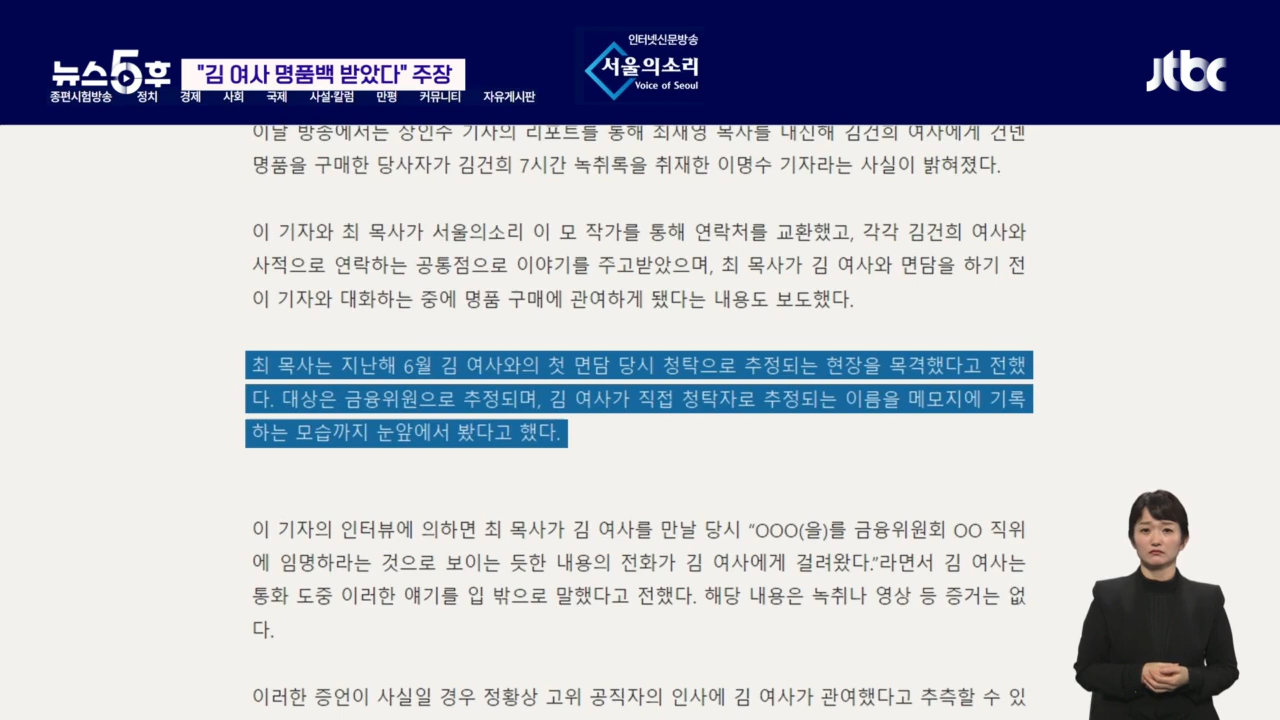 인터넷신문방송
서울의소리
Voice of Seoul
jtbc
뉴스5후
"김 여사 명품백 받았다" 주장
종편시험방송 정치 경제 사회 국제 사설·칼럼 만평 커뮤니티 자유게시판
이날 방송에서는 장인수 기자의 리포트를 통해 최재영 목사를 대신해 김건희 여사에게 건넨
명품을 구매한 당사자가 김건희 7시간 녹취록을 취재한 이명수 기자라는 사실이 밝혀졌다.
이 기자와 최 목사가 서울의소리 이 모 작가를 통해 연락처를 교환했고, 각각 김건희 여사와
사적으로 연락하는 공통점으로 이야기를 주고받았으며, 최 목사가 김 여사와 면담을 하기 전
이 기자와 대화하는 중에 명품 구매에 관여하게 됐다는 내용도 보도했다.
최 목사는 지난해 6월 김 여사와의 첫 면담 당시 청탁으로 추정되는 현장을 목격했다고 전했
다. 대상은 금융위원으로 추정되며, 김 여사가 직접 청탁자로 추정되는 이름을 메모지에 기록
하는 모습까지 눈앞에서 봤다고 했다.
이 기자의 인터뷰에 의하면 최 목사가 김 여사를 만날 당시 “OOO(을)를 금융위원회 OO 직위
에 임명하라는 것으로 보이는 듯한 내용의 전화가 김 여사에게 걸려왔다.”라면서 김 여사는
통화 도중 이러한 얘기를 입 밖으로 말했다고 전했다. 해당 내용은 녹취나 영상 등 증거는 없
다.
이러한 증언이 사실일 경우 정황상 고위 공직자의 인사에 김 여사가 관여했다고 추측할 수 있